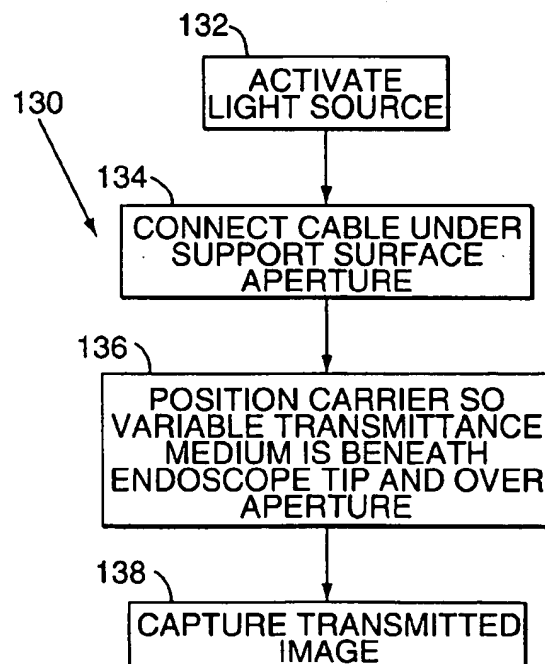 132
ACTIVATE
LIGHT SOURCE
130
134
CONNECT CABLE UNDER
SUPPORT SURFACE
APERTURE
136
POSITION CARRIER SO
VARIABLE TRANSMITTANCE
MEDIUM IS BENEATH
ENDOSCOPE TIP AND OVER
APERTURE
138
CAPTURE TRANSMITTED
IMAGE